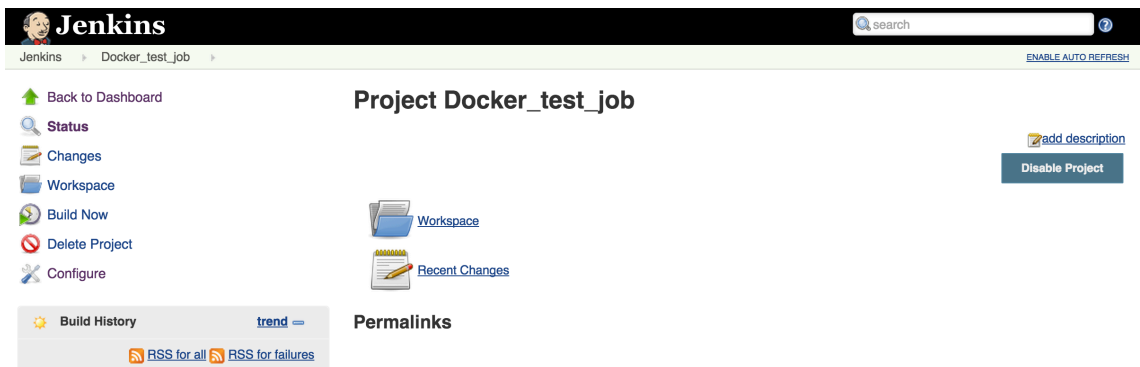 Jenkins
search
Jenkins Docker_test_job
ENABLE AUTO REFRESH
Back to Dashboard
Status
Changes
Workspace
Build Now
Delete Project
Configure
Build History trend
RSS for all RSS for failures
Project Docker_test_job
add description
Disable Project
Workspace
Recent Changes
Permalinks